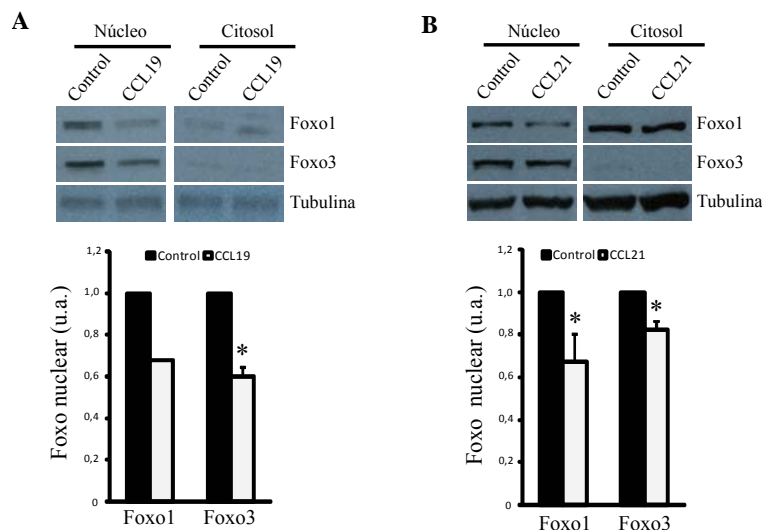 A
Núcleo
Citosol
Control
CCL19
Control
CCL19
Foxo1
Foxo3
Tubulina
1,2
1,0
0,8
0,6
0,4
0,2
0
Control
CCL19
Foxo nuclear (u.a.)
*
Foxo1
Foxo3
B
Núcleo
Citosol
Control
CCL21
Control
CCL21
Foxo1
Foxo3
Tubulina
1,2
1,0
0,8
0,6
0,4
0,2
0
Control
CCL21
Foxo nuclear (u.a.)
*
*
Foxo1
Foxo3